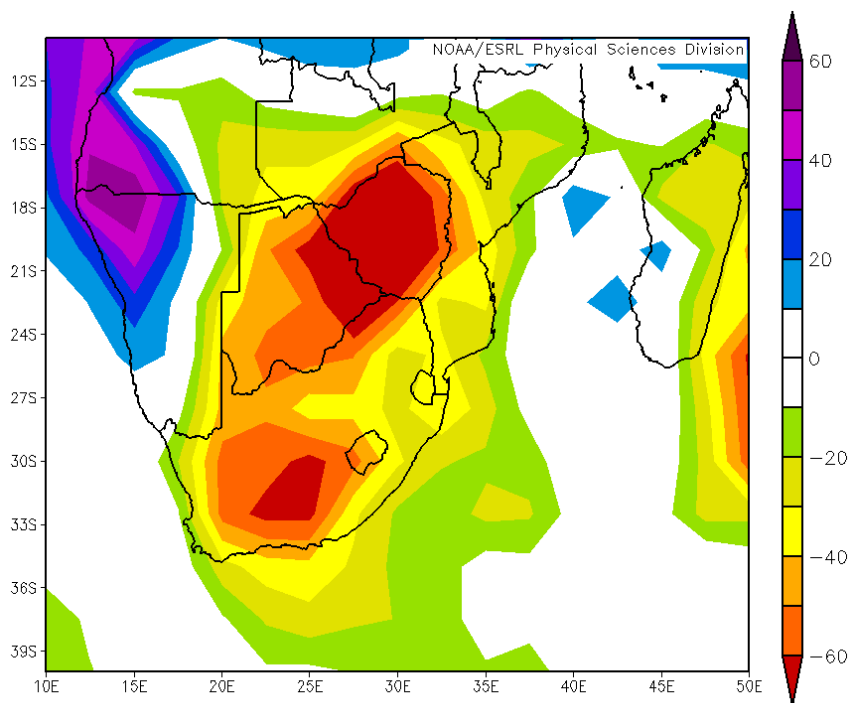 NOAA/ESRL Physical Sciences Division
12S
15S
18S
21S
24S
27S
30S
33S
36S
39S
10E 15E 20E 25E 30E 35E 40E 45E 50E
60
40
20
0
-20
-40
-60